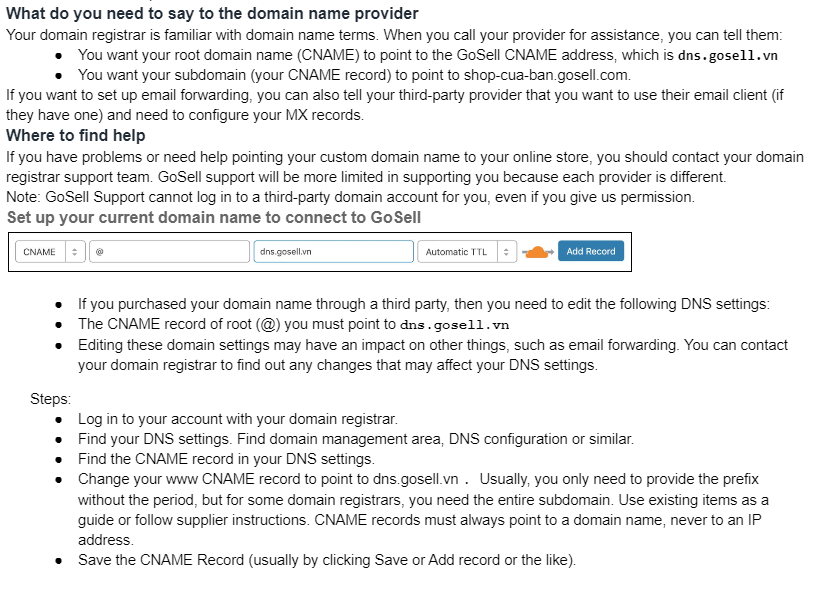 What do you need to say to the domain name provider
Your domain registrar is familiar with domain name terms. When you call your provider for assistance, you can tell them:
● You want your root domain name (CNAME) to point to the GoSell CNAME address, which is dns.gosell.vn
● You want your subdomain (your CNAME record) to point to shop-cua-ban.gosell.com.
If you want to set up email forwarding, you can also tell your third-party provider that you want to use their email client (if
they have one) and need to configure your MX records.
Where to find help
If you have problems or need help pointing your custom domain name to your online store, you should contact your domain
registrar support team. GoSell support will be more limited in supporting you because each provider is different.
Note: GoSell Support cannot log in to a third-party domain account for you, even if you give us permission.
Set up your current domain name to connect to GoSell
CNAME @ dns.gosell.vn Automatic TTL Add Record
● If you purchased your domain name through a third party, then you need to edit the following DNS settings:
● The CNAME record of root (@) you must point to dns.gosell.vn
● Editing these domain settings may have an impact on other things, such as email forwarding. You can contact
your domain registrar to find out any changes that may affect your DNS settings.
Steps:
● Log in to your account with your domain registrar.
● Find your DNS settings. Find domain management area, DNS configuration or similar.
● Find the CNAME record in your DNS settings.
● Change your www CNAME record to point to dns.gosell.vn . Usually, you only need to provide the prefix
without the period, but for some domain registrars, you need the entire subdomain. Use existing items as a
guide or follow supplier instructions. CNAME records must always point to a domain name, never to an IP
address.
● Save the CNAME Record (usually by clicking Save or Add record or the like).